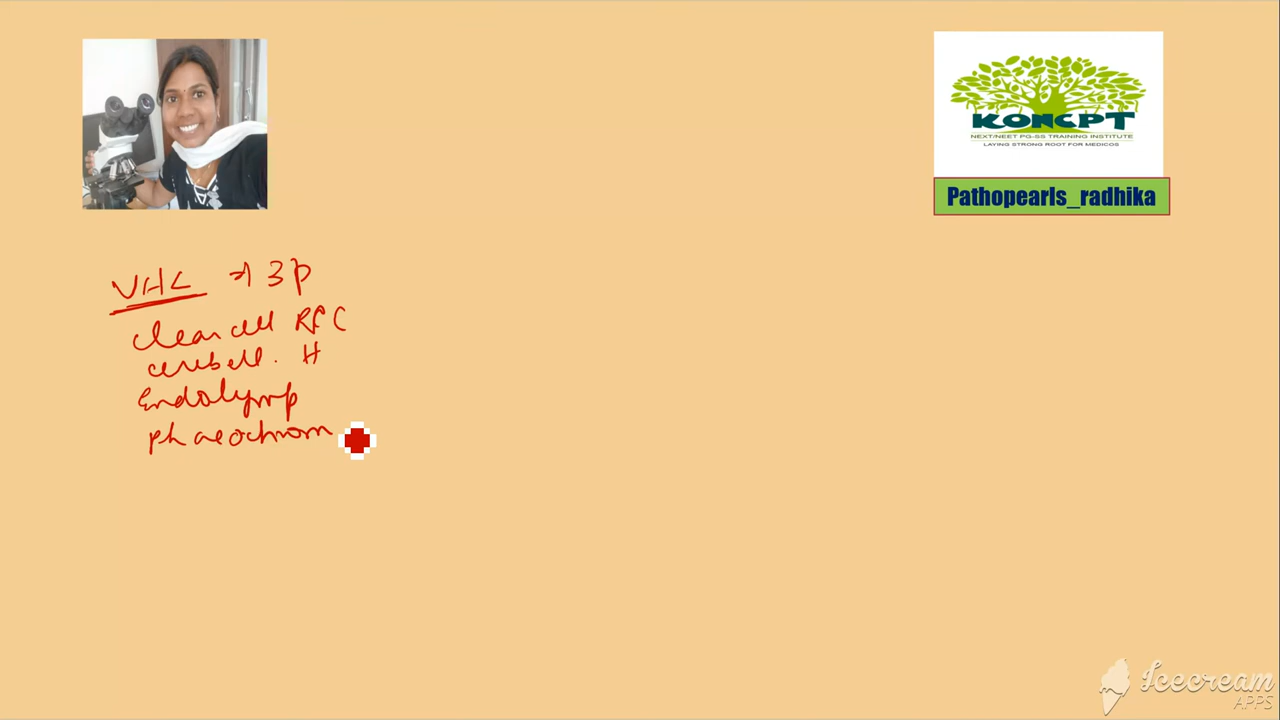 KONCPT
NEXT/NEET PG-SS TRAINING INSTITUTE
LAYING STRONG ROOT FOR MEDICOS
Pathopearls_radhika
VHL → 3p
clear cell RCC
cerebell. H
Endolymp
phaeochrom
Icecream
APPS